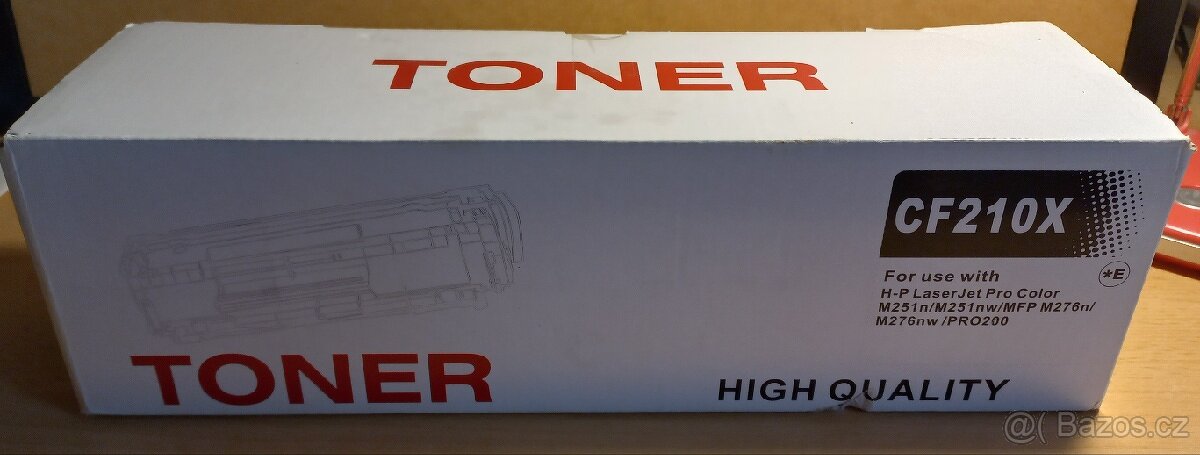 TONER
CF210X
*E
For use with
H-P LaserJet Pro Color
M251n/M251nw/MFP M276n/
M276nw /PRO200
TONER
HIGH QUALITY
@( Bazos.cz